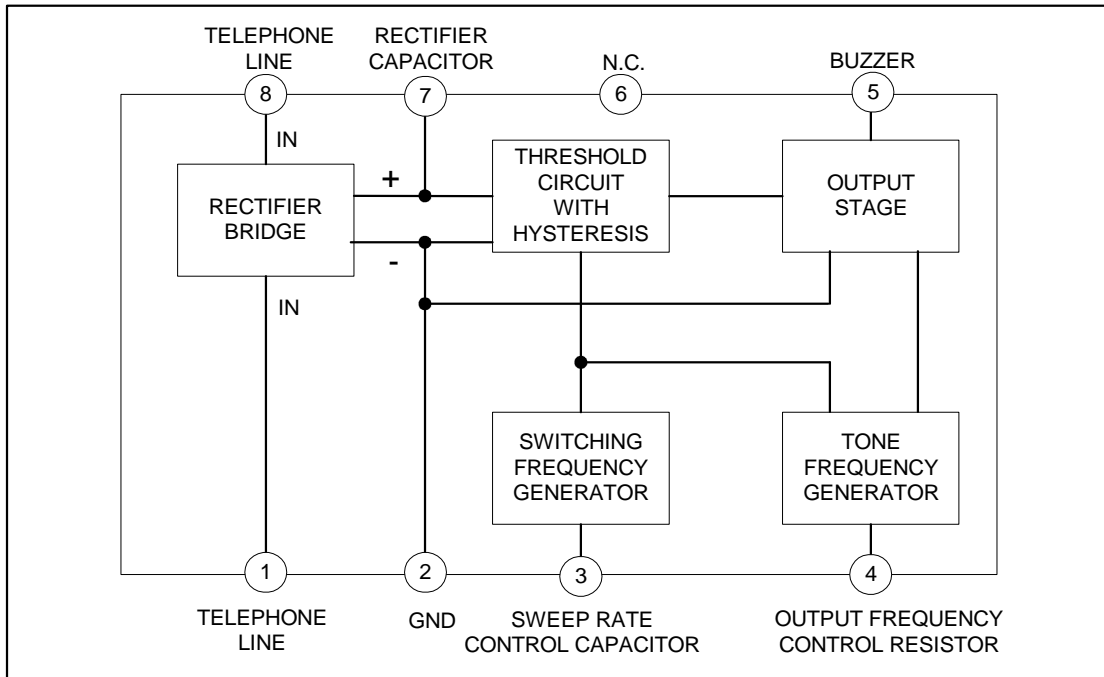 TELEPHONE
LINE
RECTIFIER
CAPACITOR
N.C.
BUZZER
8
7
6
5
IN
+
-
RECTIFIER
BRIDGE
THRESHOLD
CIRCUIT
WITH
HYSTERESIS
OUTPUT
STAGE
IN
SWITCHING
FREQUENCY
GENERATOR
TONE
FREQUENCY
GENERATOR
1
2
3
4
TELEPHONE
LINE
GND
SWEEP RATE
CONTROL CAPACITOR
OUTPUT FREQUENCY
CONTROL RESISTOR